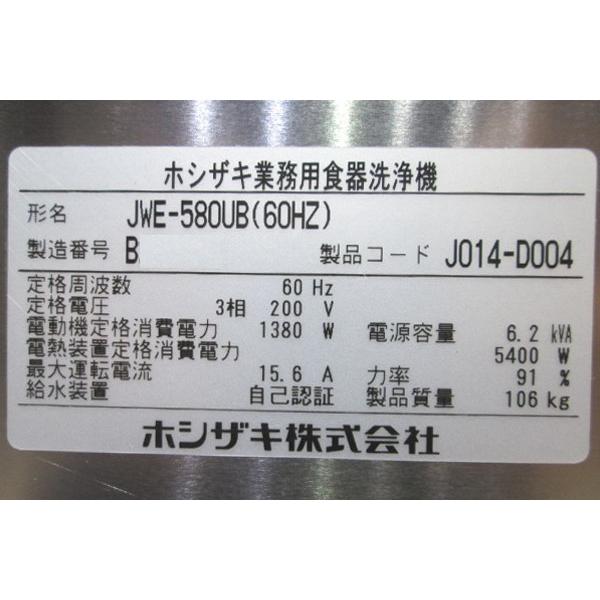 ホシザキ業務用食器洗浄機
形名 JWE-580UB(60HZ)
製造番号 B 製品コード J014-D004
定格周波数 60 Hz
定格電圧 3相 200 V
電動機定格消費電力 1380 W 電源容量 6.2 kVA
電熱装置定格消費電力 5400 W
最大運転電流 15.6 A 力率 91 %
給水装置 自己認証 製品質量 106 kg
ホシザキ株式会社